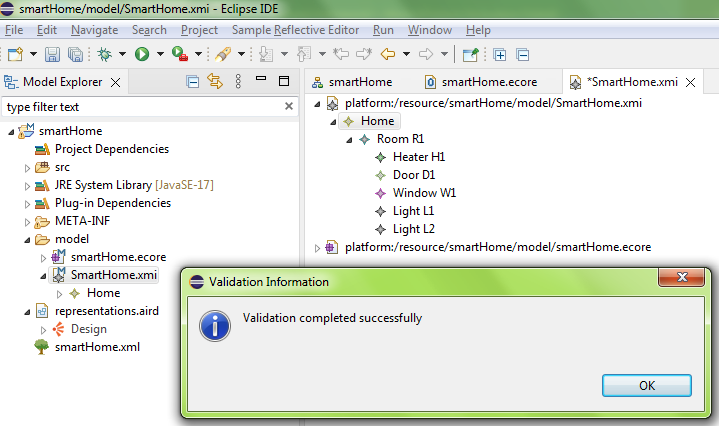 smartHome/model/SmartHome.xmi - Eclipse IDE
File Edit Navigate Search Project Sample Reflective Editor Run Window Help
Model Explorer
type filter text
smartHome
Project Dependencies
src
JRE System Library [JavaSE-17]
Plug-in Dependencies
META-INF
model
smartHome.ecore
SmartHome.xmi
Home
representations.aird
Design
smartHome.xml
smartHome smartHome.ecore *SmartHome.xmi
platform:/resource/smartHome/model/SmartHome.xmi
Home
Room R1
Heater H1
Door D1
Window W1
Light L1
Light L2
platform:/resource/smartHome/model/smartHome.ecore
Validation Information
Validation completed successfully
OK